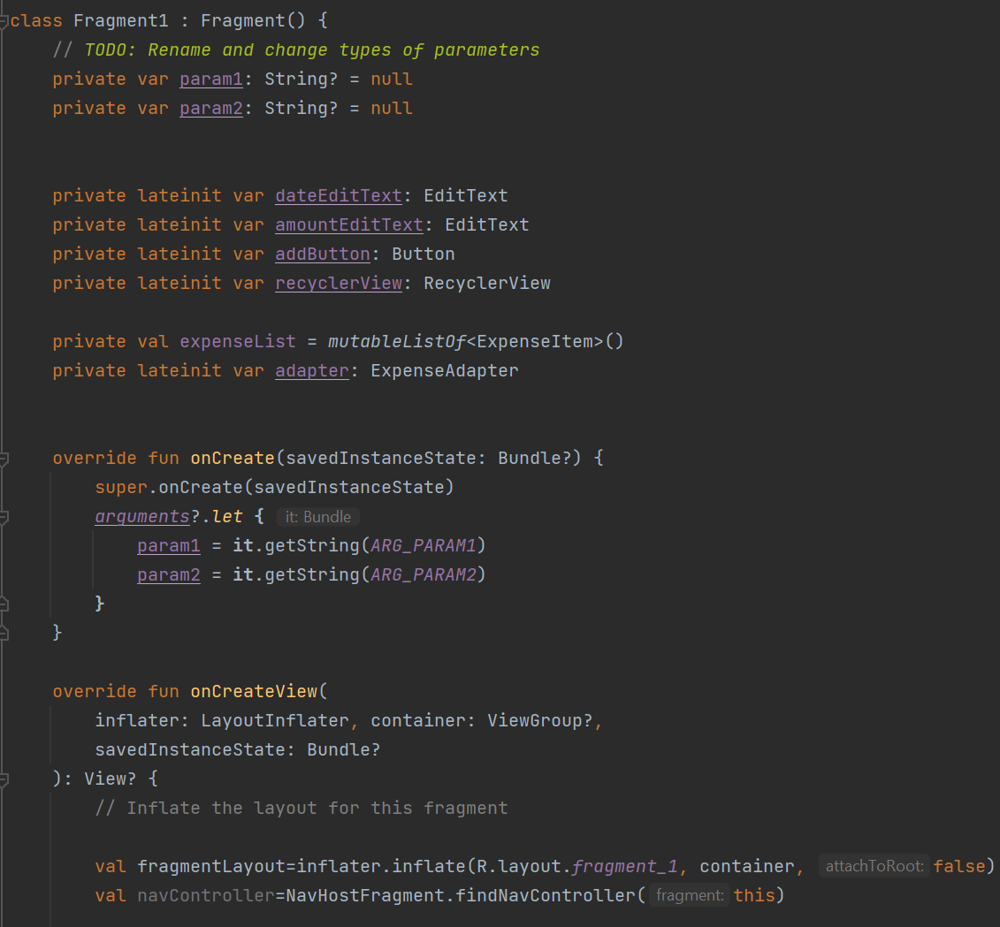 class Fragment1 : Fragment() {
    // TODO: Rename and change types of parameters
    private var param1: String? = null
    private var param2: String? = null
    private lateinit var dateEditText: EditText
    private lateinit var amountEditText: EditText
    private lateinit var addButton: Button
    private lateinit var recyclerView: RecyclerView
    private val expenseList = mutableListOf<ExpenseItem>()
    private lateinit var adapter: ExpenseAdapter
    override fun onCreate(savedInstanceState: Bundle?) {
        super.onCreate(savedInstanceState)
        arguments?.let { it: Bundle
            param1 = it.getString(ARG_PARAM1)
            param2 = it.getString(ARG_PARAM2)
        }
    }
    override fun onCreateView(
        inflater: LayoutInflater, container: ViewGroup?,
        savedInstanceState: Bundle?
    ): View? {
        // Inflate the layout for this fragment
        val fragmentLayout=inflater.inflate(R.layout.fragment_1, container, attachToRoot: false)
        val navController=NavHostFragment.findNavController( fragment: this)